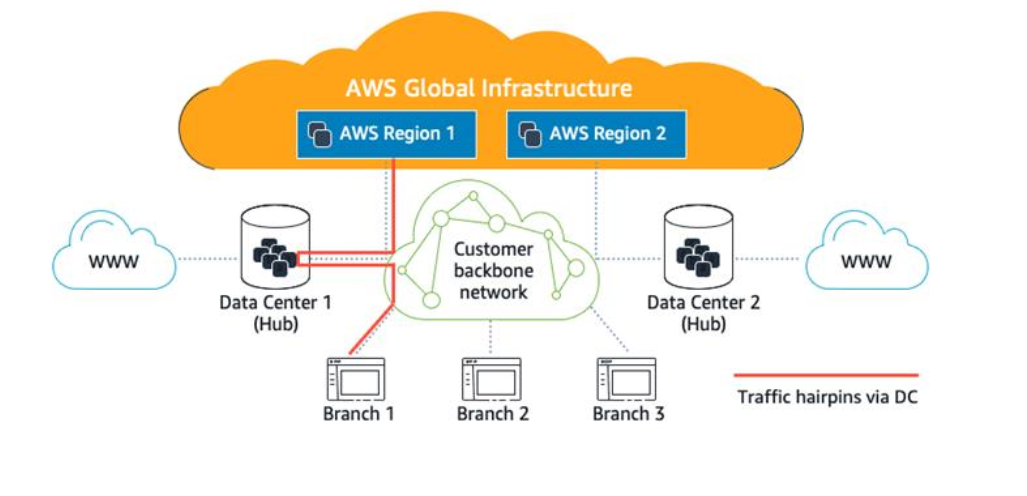 AWS Global Infrastructure
AWS Region 1
AWS Region 2
WWW
Customer
backbone
network
WWW
Data Center 1
(Hub)
Data Center 2
(Hub)
Branch 1
Branch 2
Branch 3
Traffic hairpins via DC